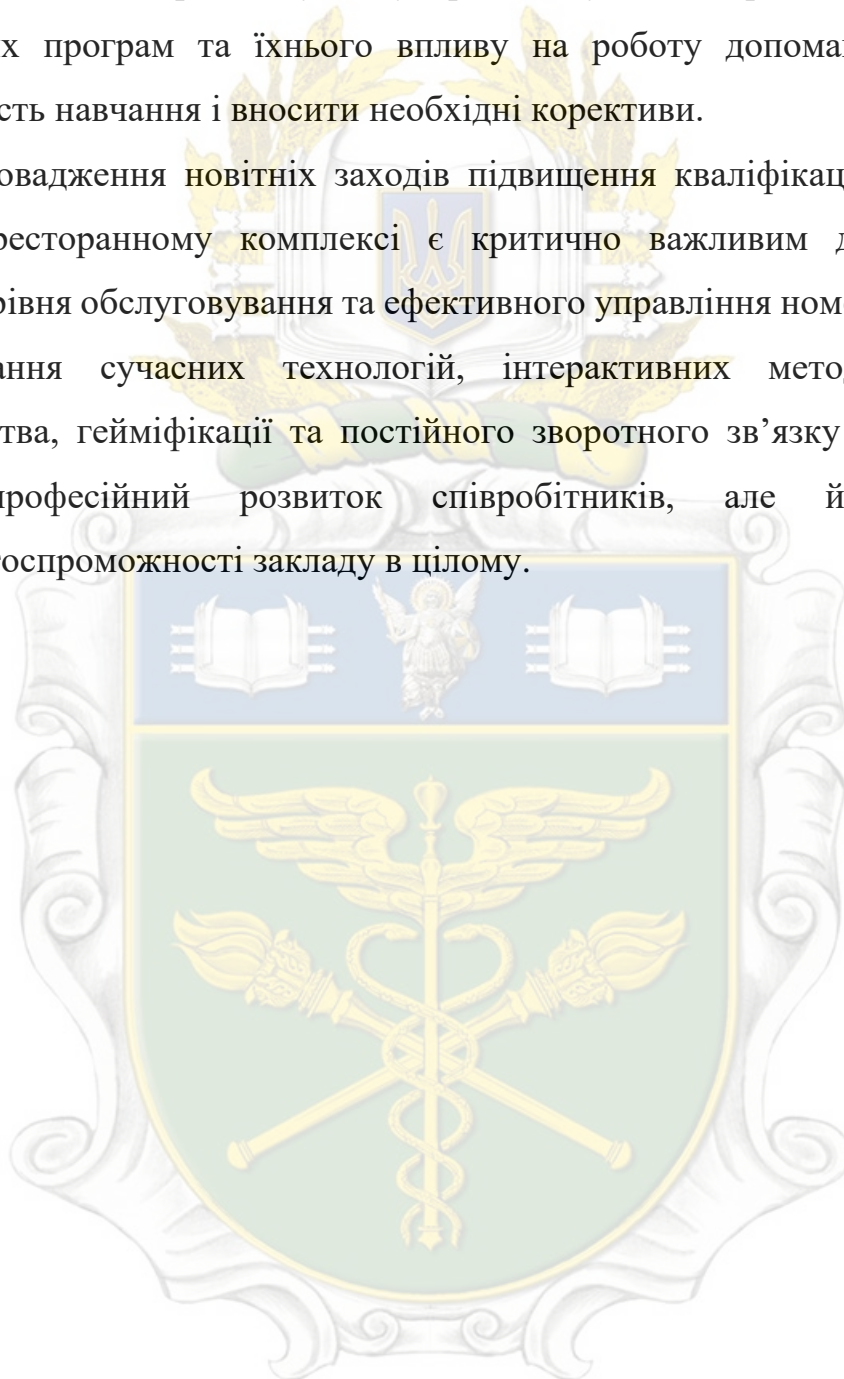 х програм та їхнього впливу на роботу допома
сть навчання і вносити необхідні корективи.
овадження новітніх заходів підвищення кваліфікац
ресторанному комплексі є критично важливим д
рівня обслуговування та ефективного управління ном
ання сучасних технологій, інтерактивних мето
тва, гейміфікації та постійного зворотного зв’язку
професійний розвиток співробітників, але й
оспроможності закладу в цілому.